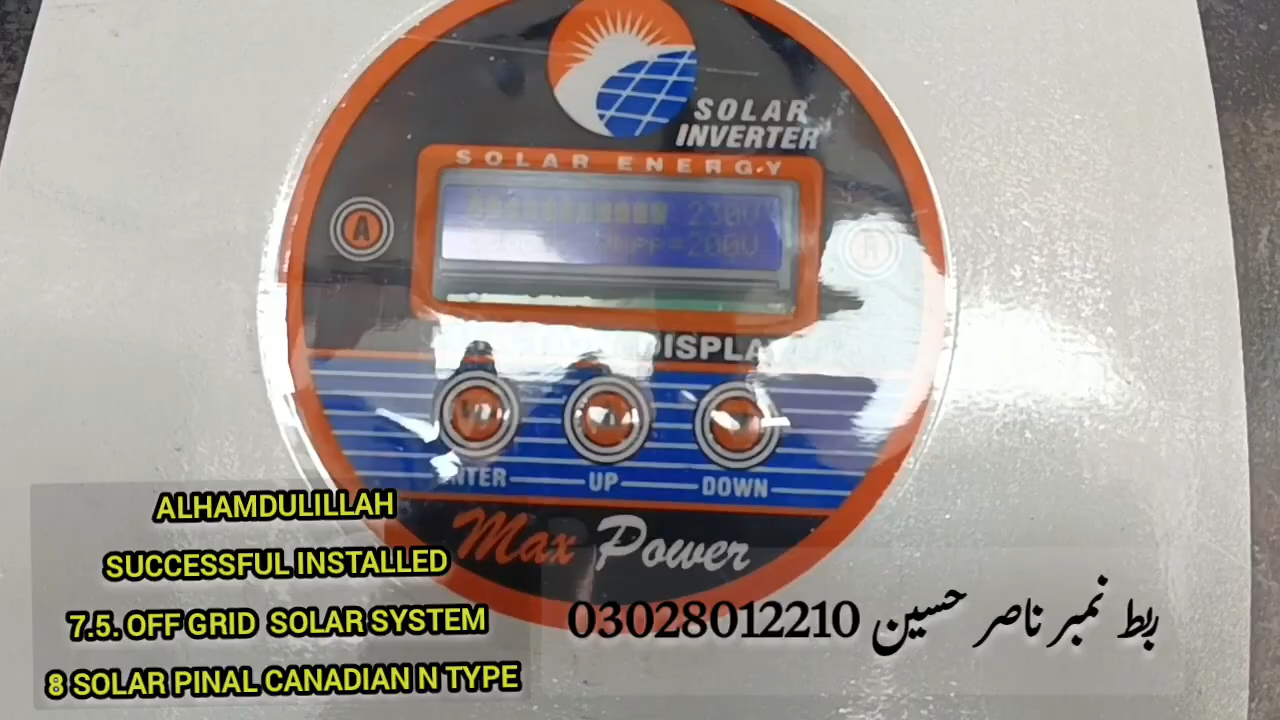 SOLAR
INVERTER
SOLAR ENERGY
230V
PP=200V
A
DISPLAY
ENTER
UP
DOWN
Max Power
ALHAMDULILLAH
SUCCESSFUL INSTALLED
7.5. OFF GRID SOLAR SYSTEM
8 SOLAR PINAL CANADIAN N TYPE
ربط نمبر ناصر حسین 03028012210